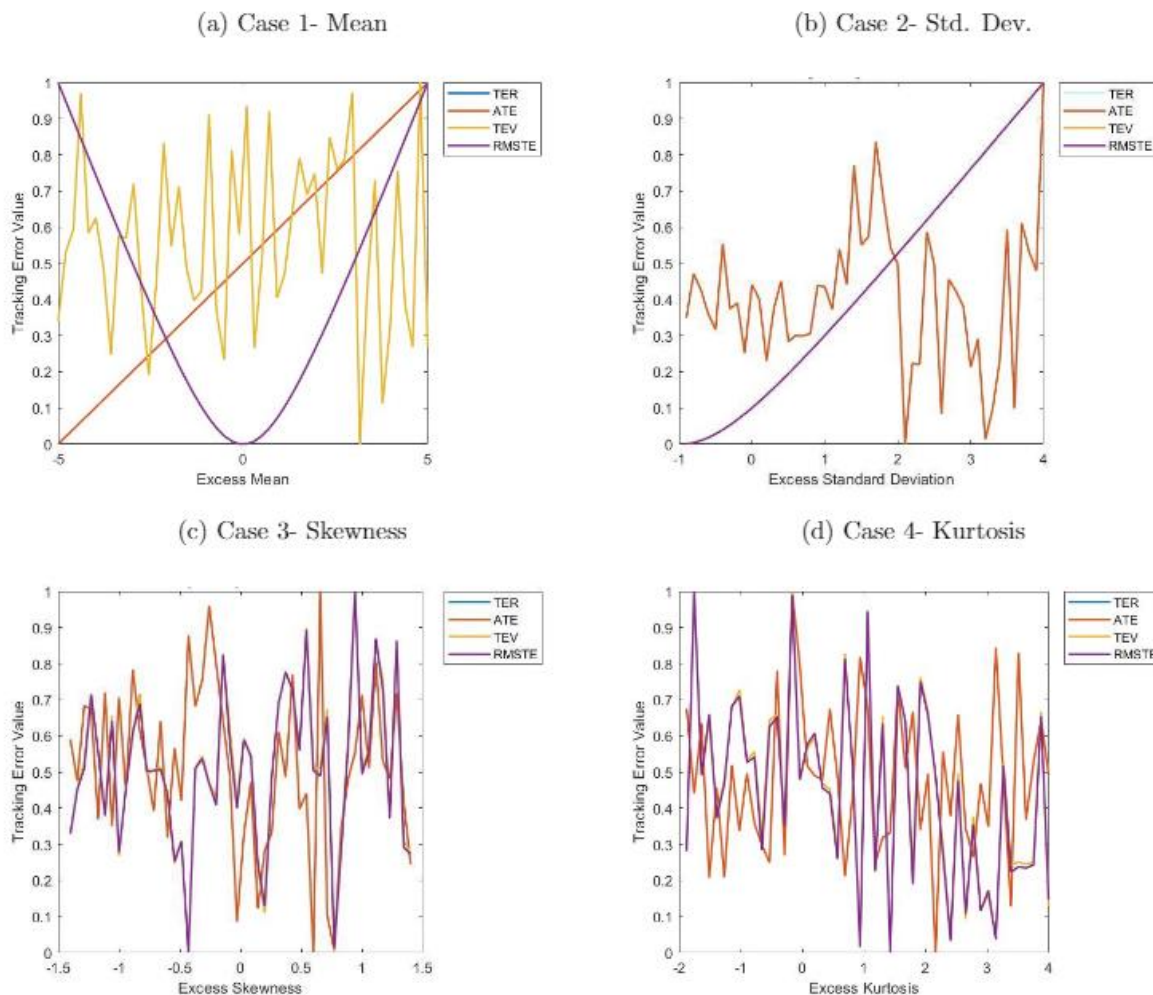 (a) Case 1- Mean
(b) Case 2- Std. Dev.
1
0.9
0.8
0.7
0.6
0.5
0.4
0.3
0.2
0.1
0
-5
0
5
Tracking Error Value
Excess Mean
TER
ATE
TEV
RMSTE
1
0.9
0.8
0.7
0.6
0.5
0.4
0.3
0.2
0.1
0
-1
0
1
2
3
4
Tracking Error Value
Excess Standard Deviation
TER
ATE
TEV
RMSTE
(c) Case 3- Skewness
(d) Case 4- Kurtosis
1
0.9
0.8
0.7
0.6
0.5
0.4
0.3
0.2
0.1
0
-1.5
-1
-0.5
0
0.5
1
1.5
Tracking Error Value
Excess Skewness
TER
ATE
TEV
RMSTE
1
0.9
0.8
0.7
0.6
0.5
0.4
0.3
0.2
0.1
0
-2
-1
0
1
2
3
4
Tracking Error Value
Excess Kurtosis
TER
ATE
TEV
RMSTE